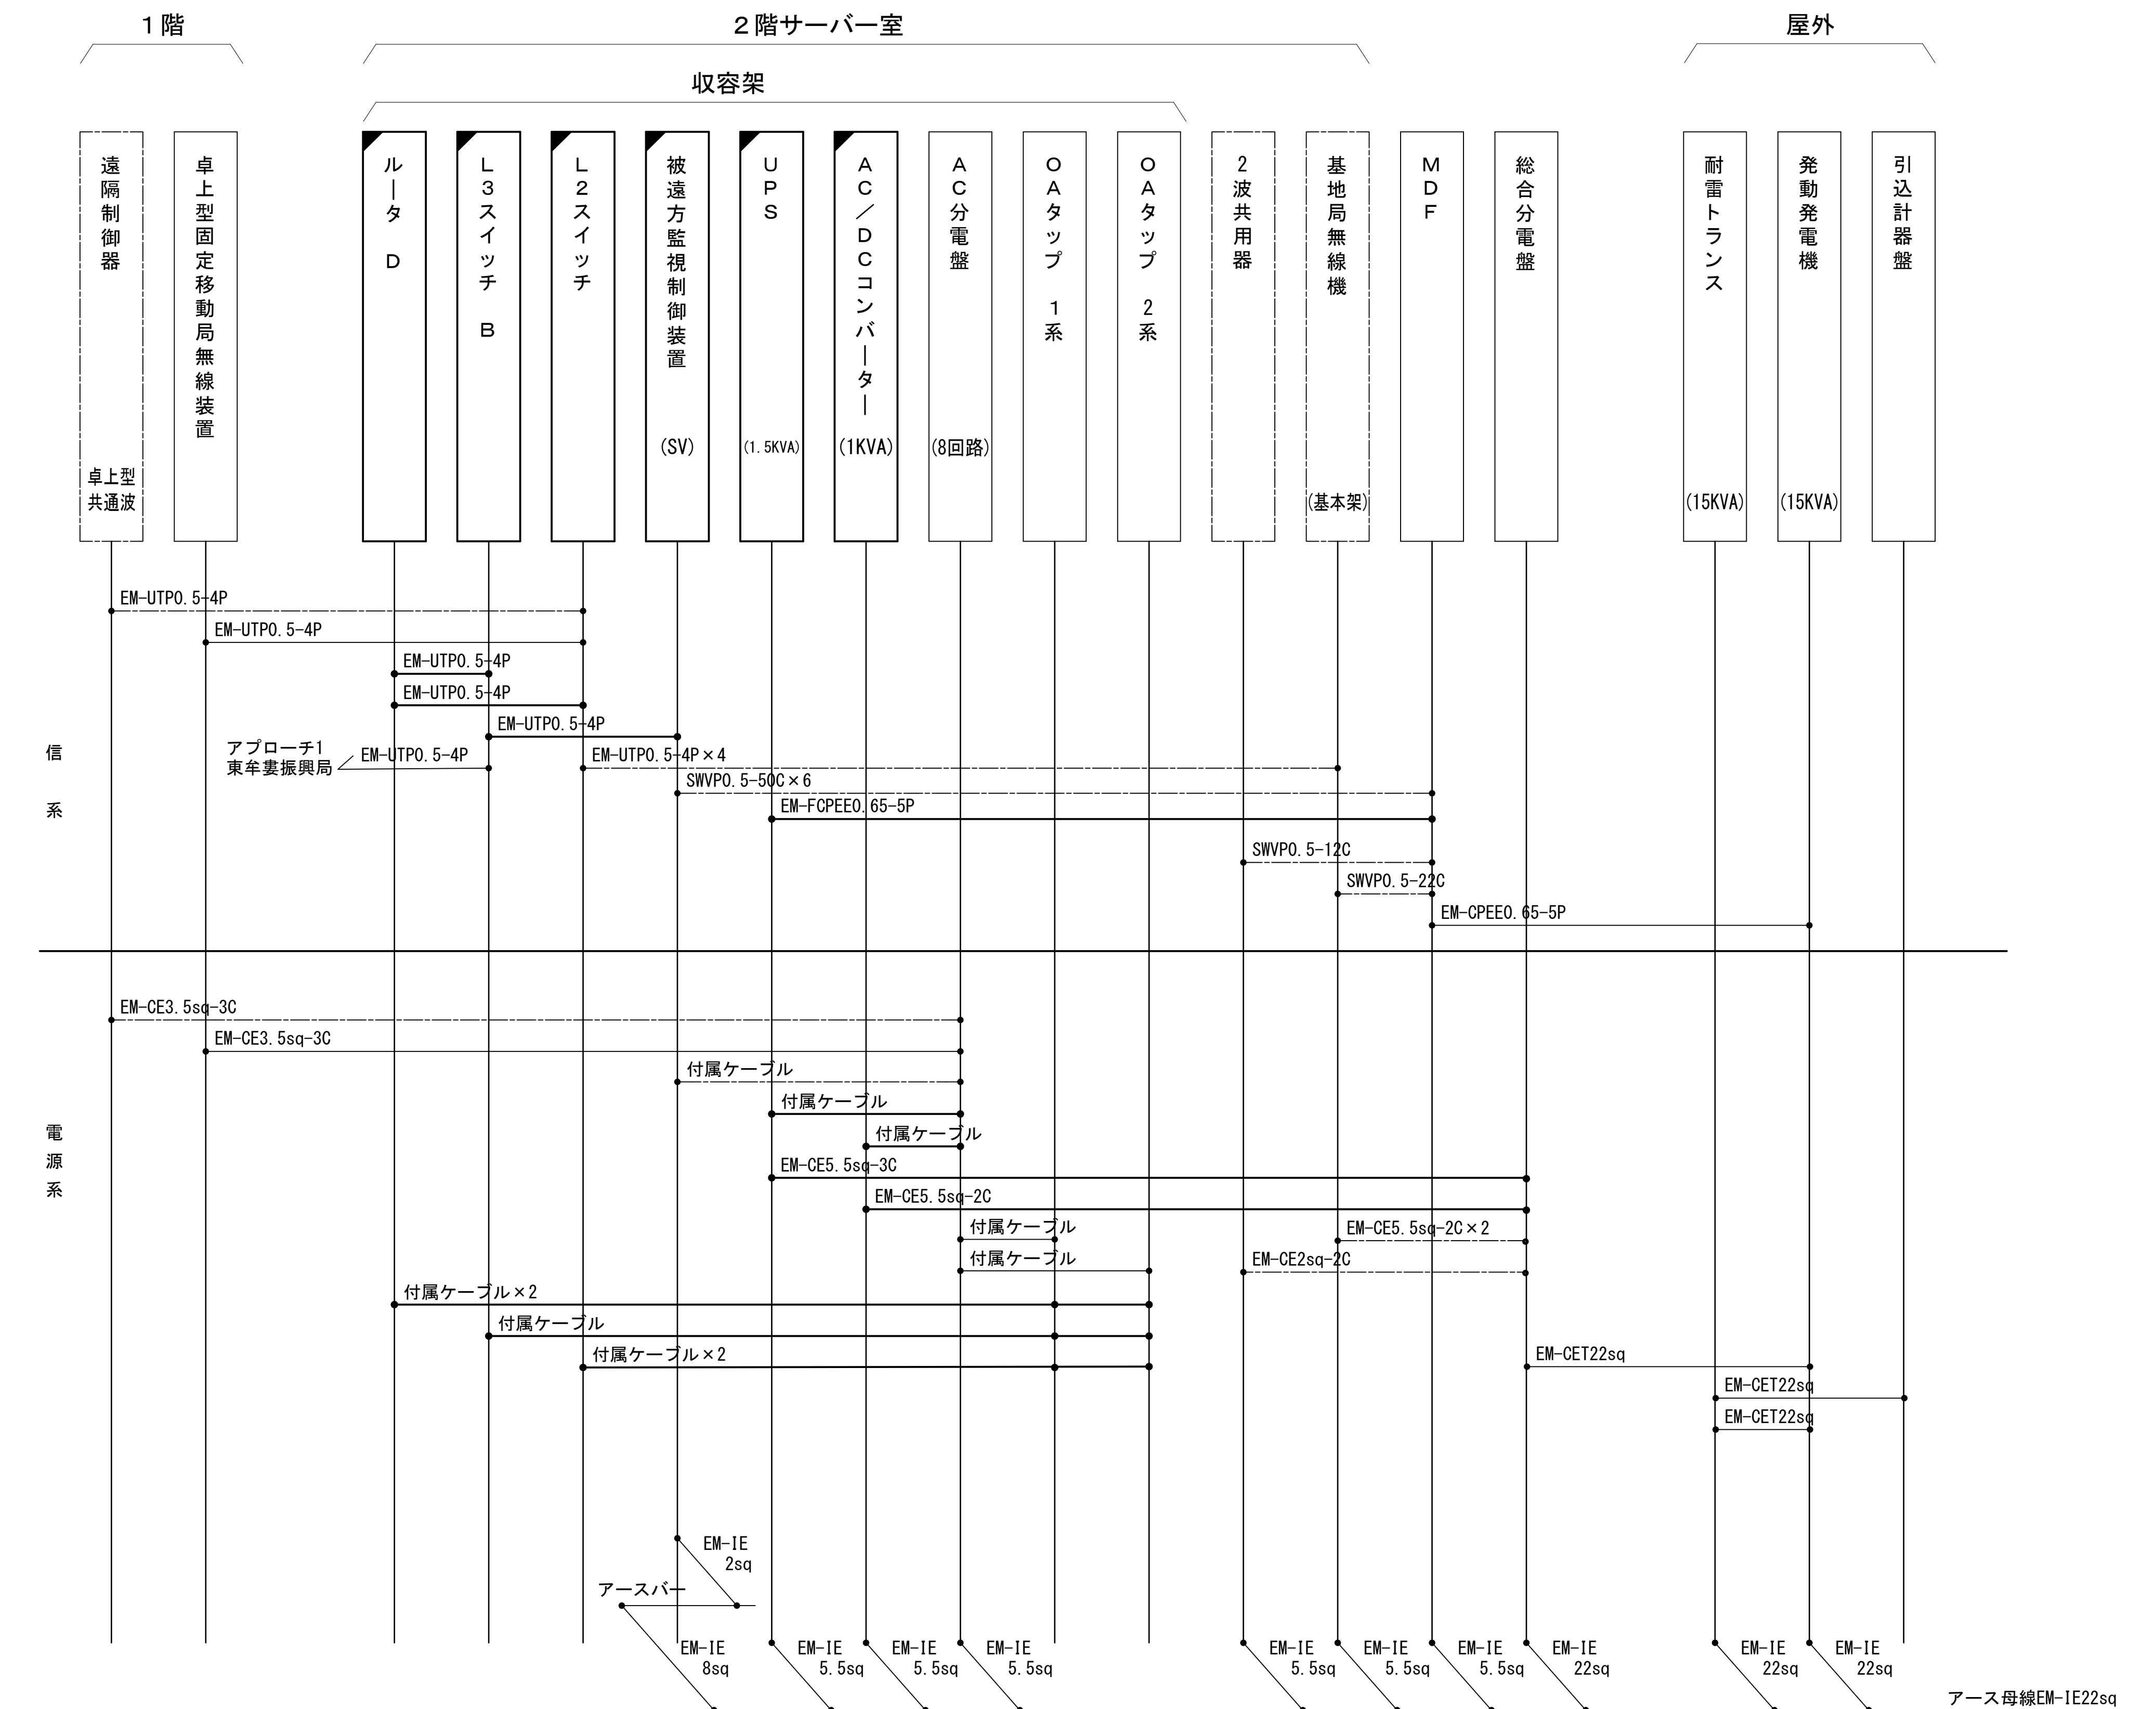 １階
２階サーバー室
屋外
収容架
遠隔制御器
卓上型
共通波
卓上型固定移動局無線装置
ルータ　Ｄ
Ｌ３スイッチ　Ｂ
Ｌ２スイッチ
被遠方監視制御装置
(SV)
ＵＰＳ
(1.5KVA)
ＡＣ／ＤＣコンバーター
(1KVA)
ＡＣ分電盤
(8回路)
ＯＡタップ　１系
ＯＡタップ　２系
２波共用器
基地局無線機
(基本架)
ＭＤＦ
総合分電盤
耐雷トランス
(15KVA)
発動発電機
(15KVA)
引込計器盤
信系
EM-UTP0.5-4P
EM-UTP0.5-4P
EM-UTP0.5-4P
EM-UTP0.5-4P
EM-UTP0.5-4P
アプローチ1
東牟婁振興局
EM-UTP0.5-4P
EM-UTP0.5-4P×4
SWVP0.5-50C×6
EM-FCPEE0.65-5P
SWVP0.5-12C
SWVP0.5-22C
EM-CPEE0.65-5P
電源系
EM-CE3.5sq-3C
EM-CE3.5sq-3C
付属ケーブル
付属ケーブル
付属ケーブル
EM-CE5.5sq-3C
EM-CE5.5sq-2C
付属ケーブル
EM-CE5.5sq-2C×2
付属ケーブル
EM-CE2sq-2C
付属ケーブル×2
付属ケーブル
付属ケーブル×2
EM-CET22sq
EM-CET22sq
EM-CET22sq
EM-IE
2sq
アースバー
EM-IE
8sq
EM-IE
5.5sq
EM-IE
5.5sq
EM-IE
5.5sq
EM-IE
5.5sq
EM-IE
5.5sq
EM-IE
5.5sq
EM-IE
22sq
EM-IE
22sq
EM-IE
22sq
アース母線EM-IE22sq